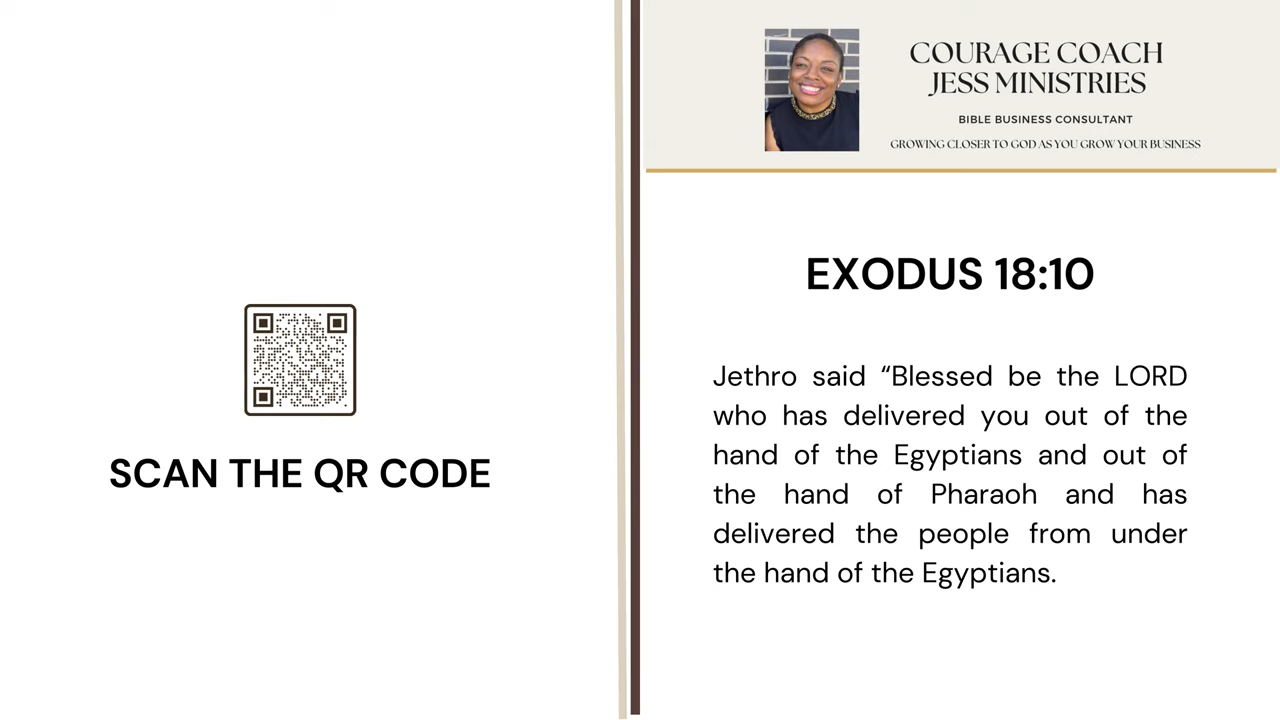 SCAN THE QR CODE
COURAGE COACH
JESS MINISTRIES
BIBLE BUSINESS CONSULTANT
GROWING CLOSER TO GOD AS YOU GROW YOUR BUSINESS
EXODUS 18:10
Jethro said “Blessed be the LORD
who has delivered you out of the
hand of the Egyptians and out of
the hand of Pharaoh and has
delivered the people from under
the hand of the Egyptians.